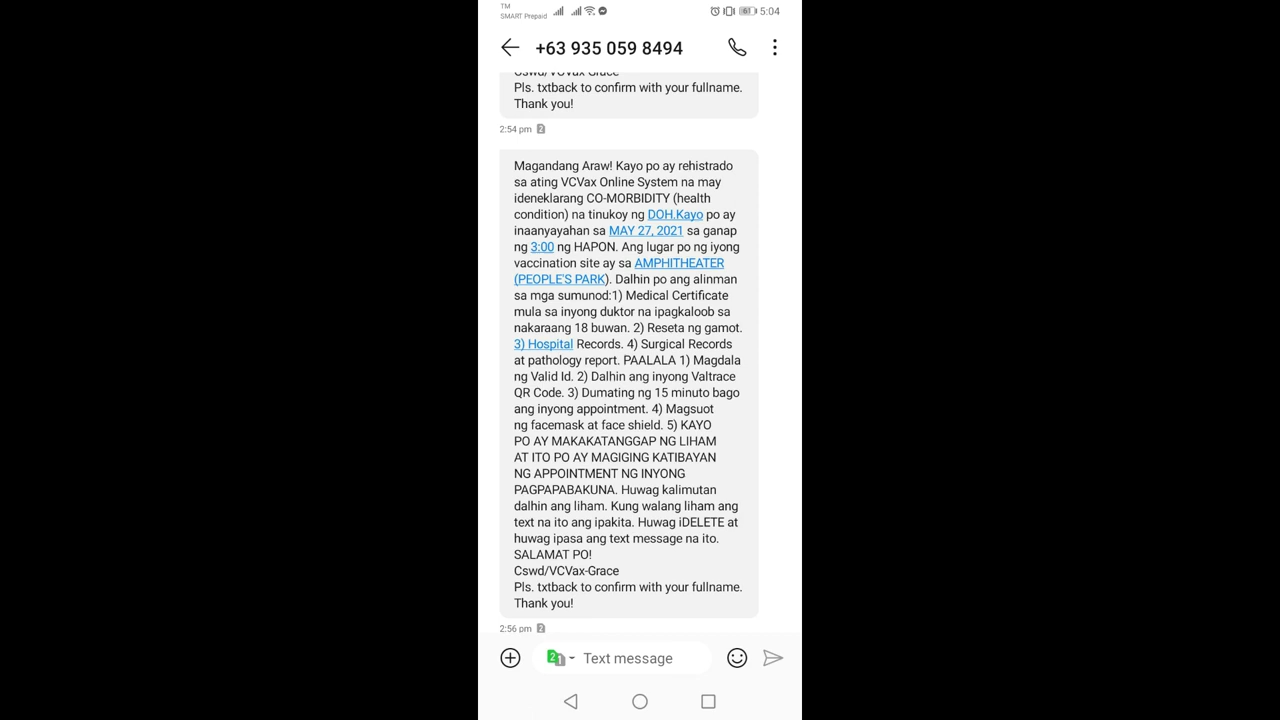 TM
SMART Prepaid
61
5:04
+63 935 059 8494
Cswd/VCVax-Grace
Pls. txtback to confirm with your fullname.
Thank you!
2:54 pm 2
Magandang Araw! Kayo po ay rehistrado
sa ating VCVax Online System na may
ideneklarang CO-MORBIDITY (health
condition) na tinukoy ng DOH.Kayo po ay
inaanyayahan sa MAY 27, 2021 sa ganap
ng 3:00 ng HAPON. Ang lugar po ng iyong
vaccination site ay sa AMPHITHEATER
(PEOPLE'S PARK). Dalhin po ang alinman
sa mga sumunod:1) Medical Certificate
mula sa inyong duktor na ipagkaloob sa
nakaraang 18 buwan. 2) Reseta ng gamot.
3) Hospital Records. 4) Surgical Records
at pathology report. PAALALA 1) Magdala
ng Valid Id. 2) Dalhin ang inyong Valtrace
QR Code. 3) Dumating ng 15 minuto bago
ang inyong appointment. 4) Magsuot
ng facemask at face shield. 5) KAYO
PO AY MAKAKATANGGAP NG LIHAM
AT ITO PO AY MAGIGING KATIBAYAN
NG APPOINTMENT NG INYONG
PAGPAPABAKUNA. Huwag kalimutan
dalhin ang liham. Kung walang liham ang
text na ito ang ipakita. Huwag iDELETE at
huwag ipasa ang text message na ito.
SALAMAT PO!
Cswd/VCVax-Grace
Pls. txtback to confirm with your fullname.
Thank you!
2:56 pm 2
2 1 Text message